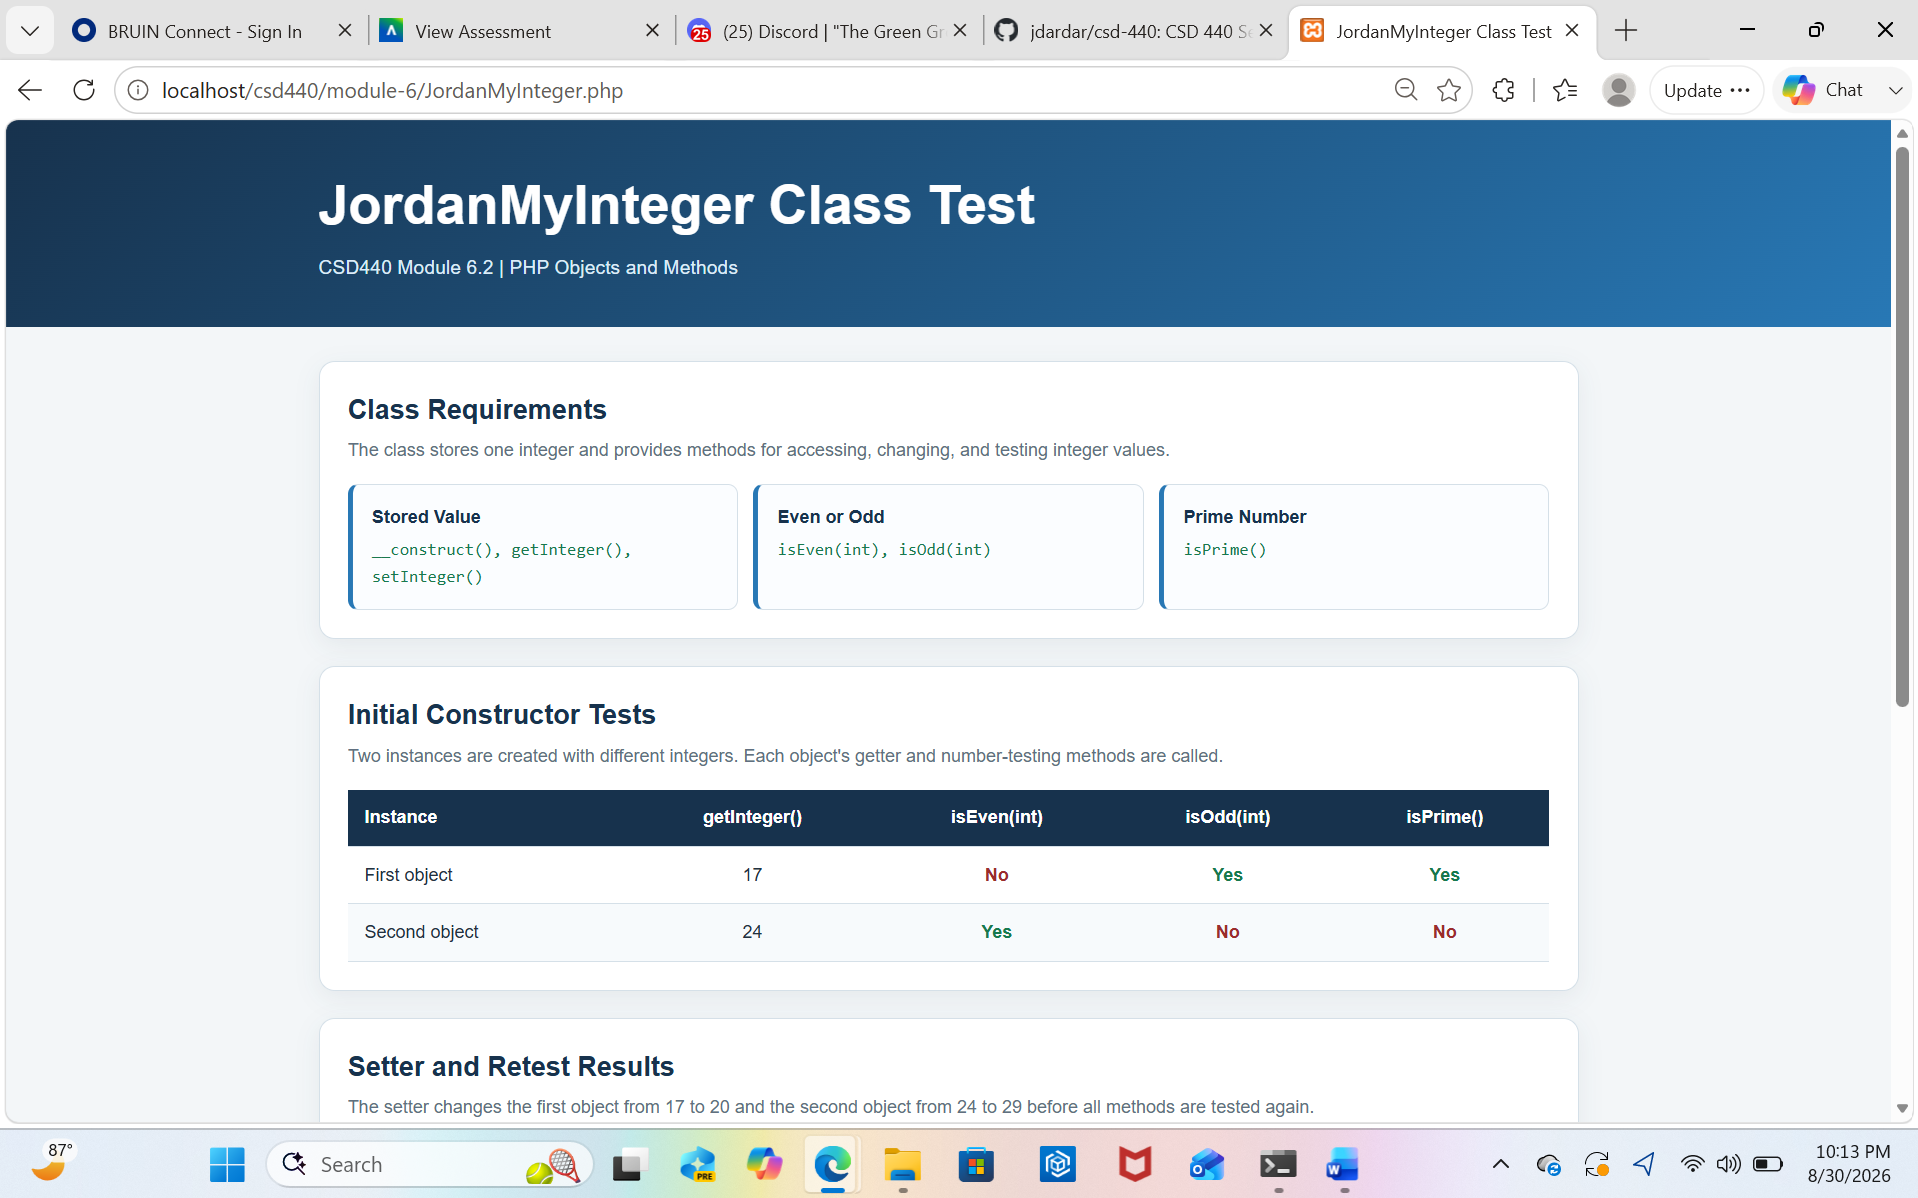 BRUIN Connect - Sign In
View Assessment
25
(25) Discord | "The Green Gr
jdardar/csd-440: CSD 440 Se
JordanMyInteger Class Test
localhost/csd440/module-6/JordanMyInteger.php
Update
Chat
JordanMyInteger Class Test
CSD440 Module 6.2 | PHP Objects and Methods
Class Requirements
The class stores one integer and provides methods for accessing, changing, and testing integer values.
Stored Value
__construct(), getInteger(),
setInteger()
Even or Odd
isEven(int), isOdd(int)
Prime Number
isPrime()
Initial Constructor Tests
Two instances are created with different integers. Each object's getter and number-testing methods are called.
Instance getInteger() isEven(int) isOdd(int) isPrime()
First object 17 No Yes Yes
Second object 24 Yes No No
Setter and Retest Results
The setter changes the first object from 17 to 20 and the second object from 24 to 29 before all methods are tested again.
87°
Search
PRE
10:13 PM
8/30/2026